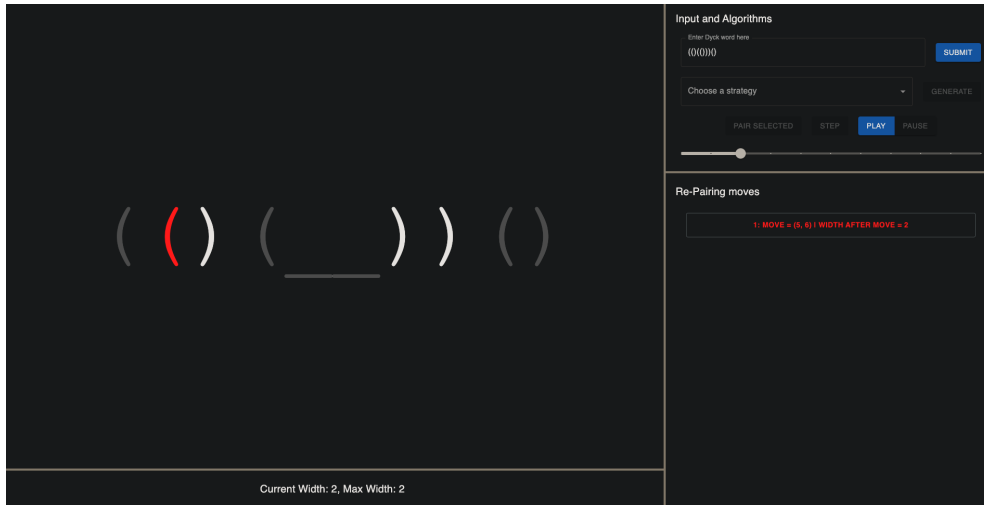 Input and Algorithms
Enter Dyck word here
(()(()))()
SUBMIT
Choose a strategy
GENERATE
PAIR SELECTED STEP PLAY PAUSE
( ( ) ( __ ) ) ( )
Re-Pairing moves
1: MOVE = (5, 6) | WIDTH AFTER MOVE = 2
Current Width: 2, Max Width: 2